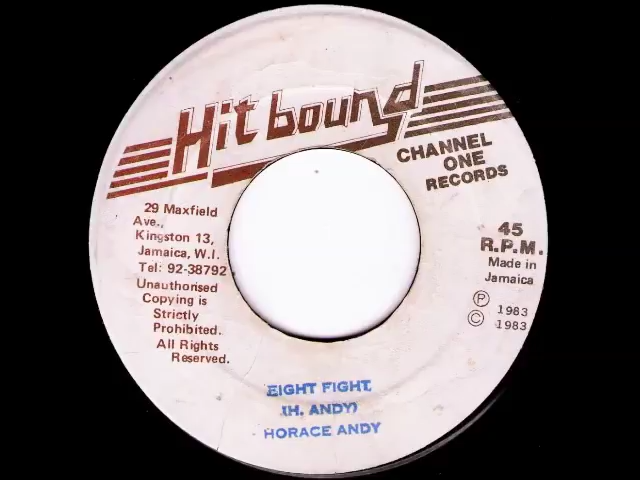 Hit bound
CHANNEL
ONE
RECORDS
29 Maxfield
Ave.,
Kingston 13,
Jamaica, W.I.
Tel: 92-38792
Unauthorised
Copying is
Strictly
Prohibited.
All Rights
Reserved.
45
R.P.M.
Made in
Jamaica
Ⓟ 1983
© 1983
EIGHT FIGHT
(H. ANDY)
HORACE ANDY